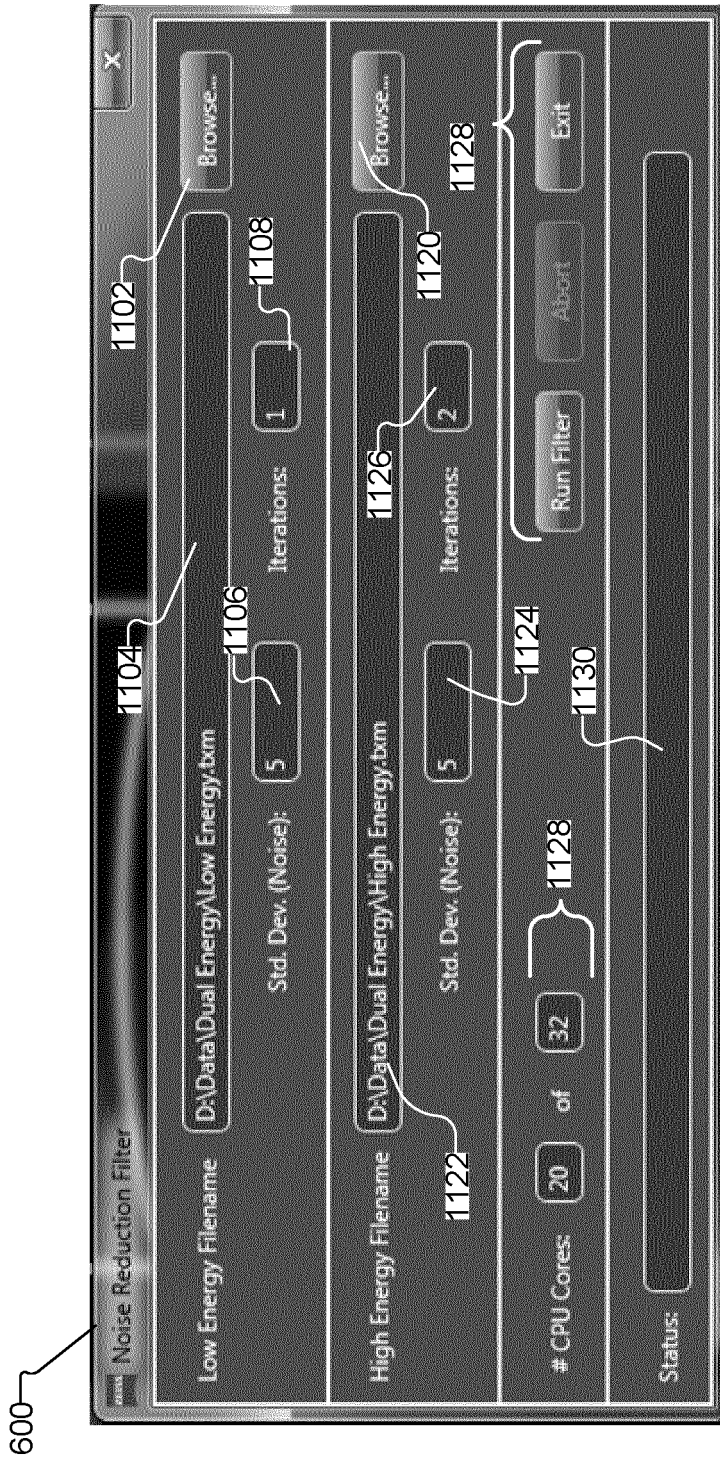 600
ZEISS Noise Reduction Filter X
1102
Low Energy Filename D:\Data\Dual Energy\Low Energy.txm Browse...
1104
1106
1108
Std. Dev. (Noise): 5 Iterations: 1
High Energy Filename D:\Data\Dual Energy\High Energy.txm Browse...
1122
1126
1120
Std. Dev. (Noise): 5 Iterations: 2
1124
1128
# CPU Cores: 20 of 32 Run Filter Abort Exit
1128
1130
Status: